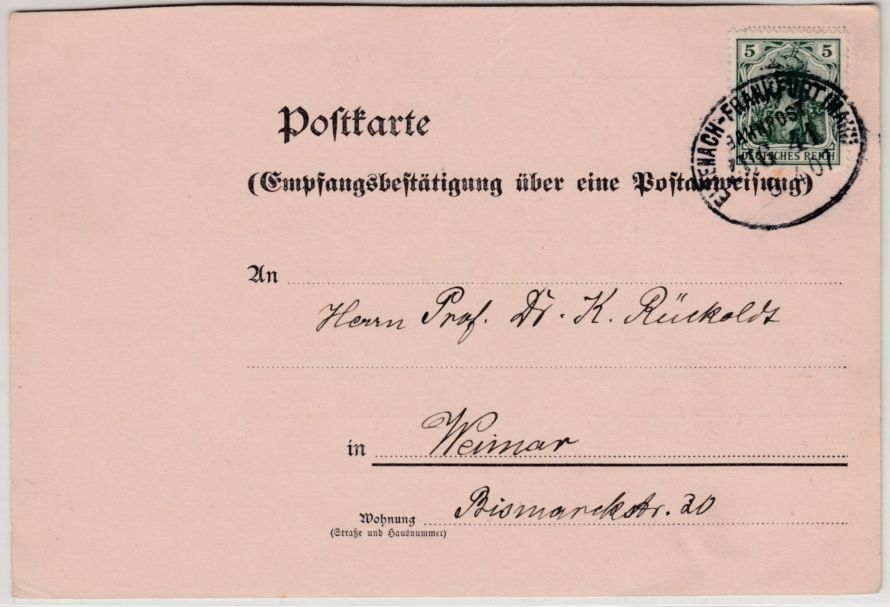 5 5
DEUTSCHES REICH
EISENACH-FRANKFURT (MAIN)
BAHNPOST
07
Postkarte
(Empfangsbestätigung über eine Postanweisung)
An
Herrn Prof. Dr. K. Rückoldt
in Weimar
Wohnung Bismarckstr. 20
(Straße und Hausnummer)